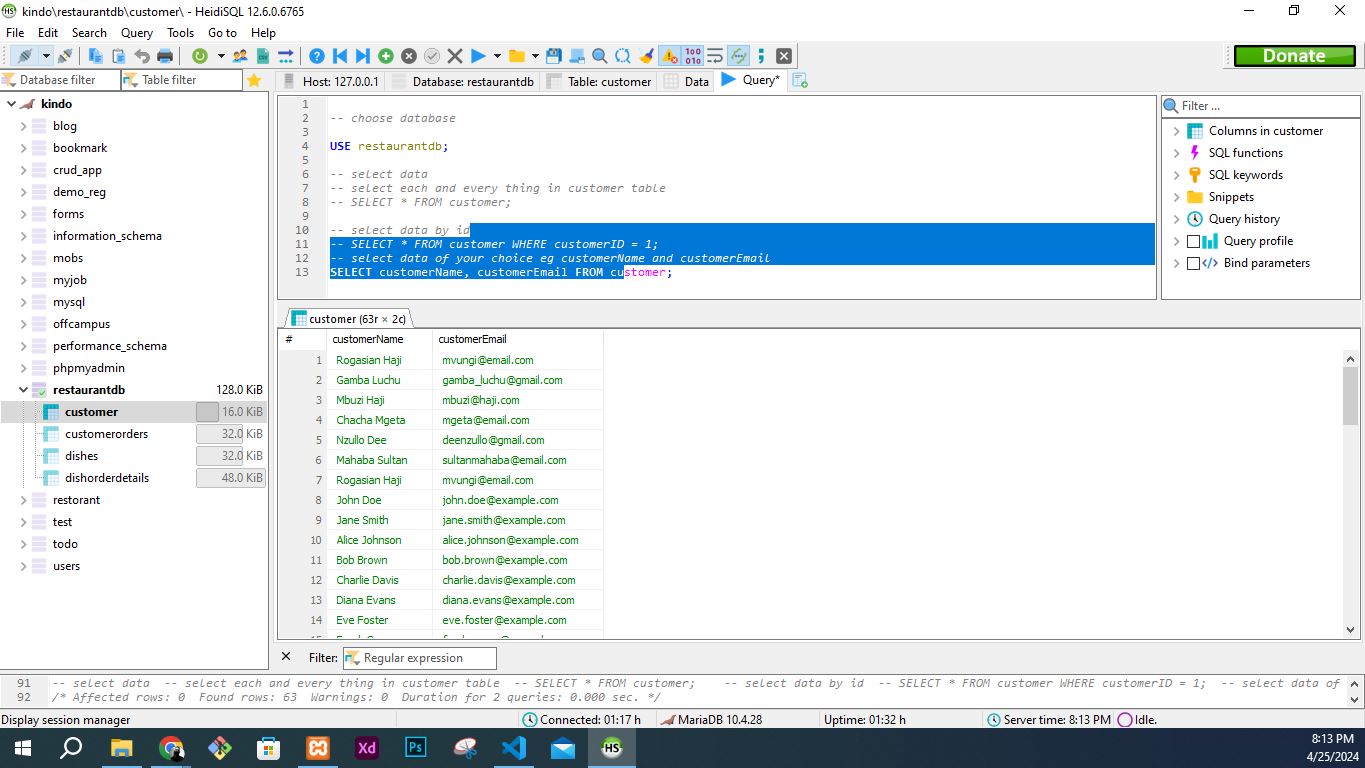 kindo\restaurantdb\customer\ - HeidiSQL 12.6.0.6765
File Edit Search Query Tools Go to Help
Donate
Database filter Table filter
Host: 127.0.0.1 Database: restaurantdb Table: customer Data Query*
kindo
blog
bookmark
crud_app
demo_reg
forms
information_schema
mobs
myjob
mysql
offcampus
performance_schema
phpmyadmin
restaurantdb 128.0 KiB
customer 16.0 KiB
customerorders 32.0 KiB
dishes 32.0 KiB
dishorderdetails 48.0 KiB
restorant
test
todo
users
1
2 -- choose database
3
4 USE restaurantdb;
5
6 -- select data
7 -- select each and every thing in customer table
8 -- SELECT * FROM customer;
9
10 -- select data by id
11 -- SELECT * FROM customer WHERE customerID = 1;
12 -- select data of your choice eg customerName and customerEmail
13 SELECT customerName, customerEmail FROM customer;
Filter ...
Columns in customer
SQL functions
SQL keywords
Snippets
Query history
Query profile
Bind parameters
customer (63r × 2c)
# customerName customerEmail
1 Rogasian Haji mvungi@email.com
2 Gamba Luchu gamba_luchu@gmail.com
3 Mbuzi Haji mbuzi@haji.com
4 Chacha Mgeta mgeta@email.com
5 Nzullo Dee deenzullo@gmail.com
6 Mahaba Sultan sultanmahaba@email.com
7 Rogasian Haji mvungi@email.com
8 John Doe john.doe@example.com
9 Jane Smith jane.smith@example.com
10 Alice Johnson alice.johnson@example.com
11 Bob Brown bob.brown@example.com
12 Charlie Davis charlie.davis@example.com
13 Diana Evans diana.evans@example.com
14 Eve Foster eve.foster@example.com
Filter: Regular expression
91 -- select data -- select each and every thing in customer table -- SELECT * FROM customer; -- select data by id -- SELECT * FROM customer WHERE customerID = 1; -- select data of
92 /* Affected rows: 0 Found rows: 63 Warnings: 0 Duration for 2 queries: 0.000 sec. */
Display session manager Connected: 01:17 h MariaDB 10.4.28 Uptime: 01:32 h Server time: 8:13 PM Idle.
Xd Ps HS
8:13 PM
4/25/2024